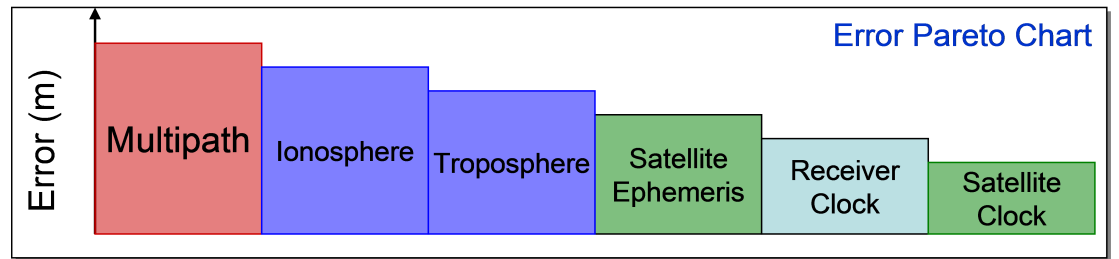 Error Pareto Chart
Error (m)
Multipath
Ionosphere
Troposphere
Satellite
Ephemeris
Receiver
Clock
Satellite
Clock